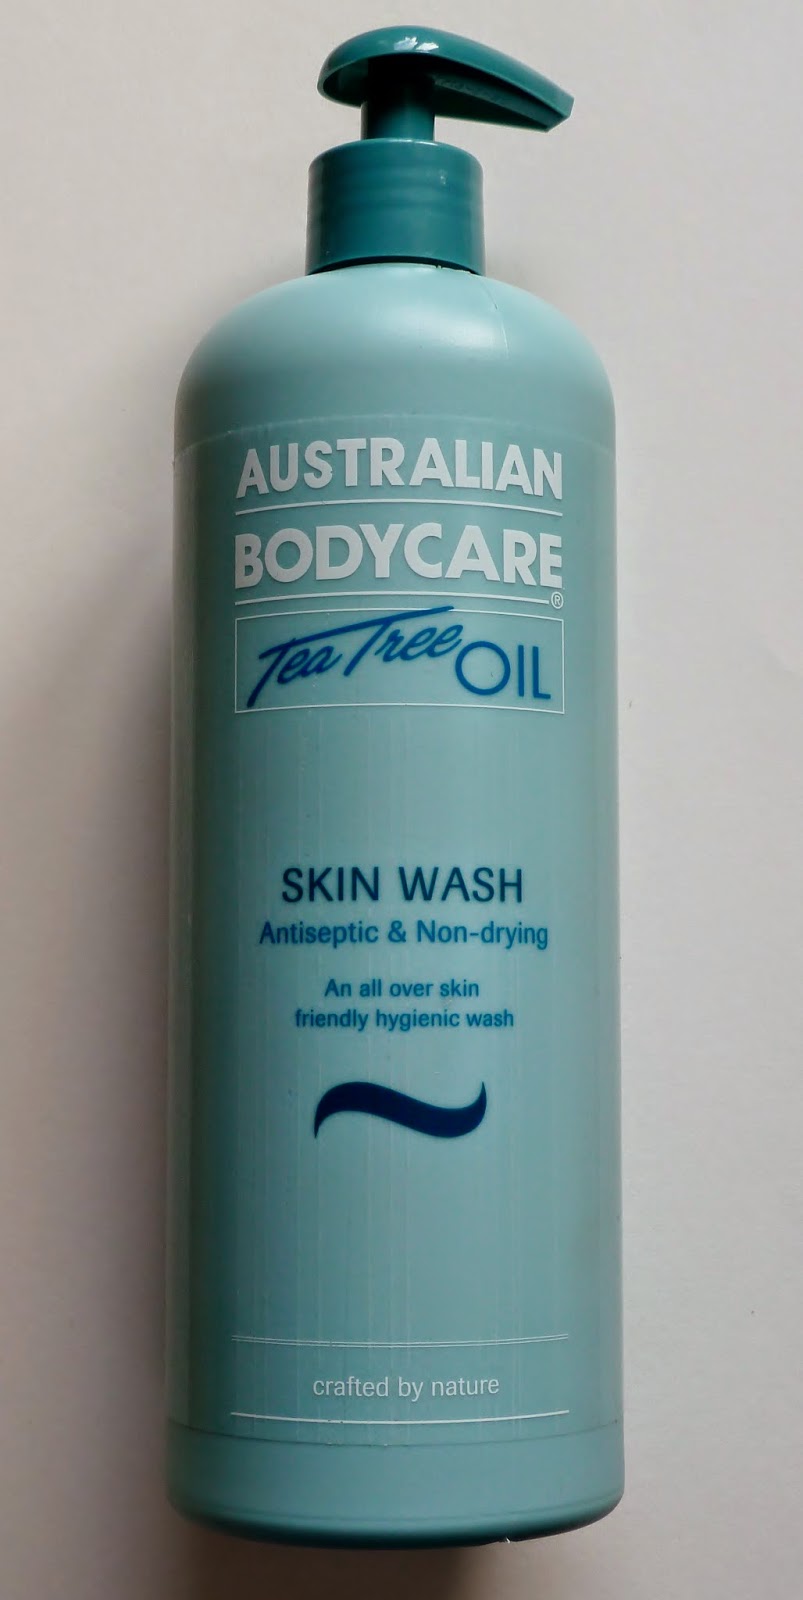 AUSTRALIAN
BODYCARE®
Tea Tree OIL
SKIN WASH
Antiseptic & Non-drying
An all over skin
friendly hygienic wash
crafted by nature